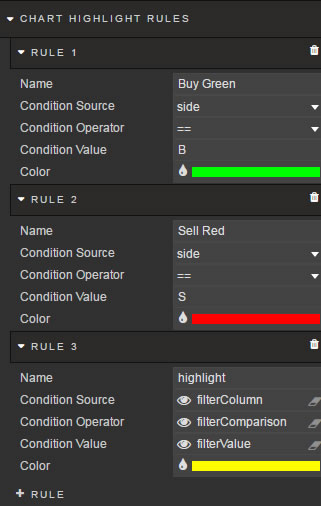 CHART HIGHLIGHT RULES
RULE 1
Name Buy Green
Condition Source side
Condition Operator ==
Condition Value B
Color
RULE 2
Name Sell Red
Condition Source side
Condition Operator ==
Condition Value S
Color
RULE 3
Name highlight
Condition Source filterColumn
Condition Operator filterComparison
Condition Value filterValue
Color
RULE